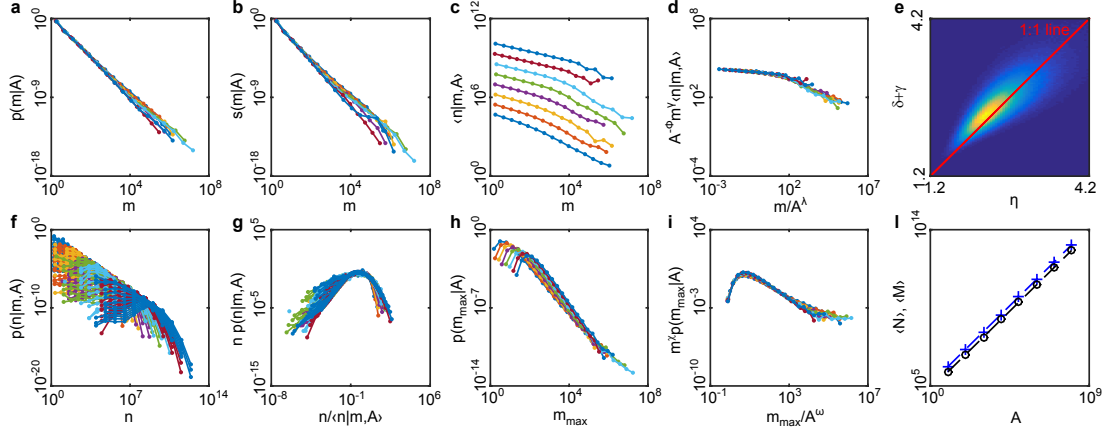 a
10^0
10^-9
10^-18
p(m|A)
10^0
10^4
10^8
m
b
10^0
10^-9
10^-18
s(m|A)
10^0
10^4
10^8
m
c
10^12
10^6
10^0
‹n|m,A›
10^0
10^4
10^8
m
d
10^8
10^2
10^-4
A^-Φ m^γ ‹n|m,A›
10^-3
10^2
10^7
m/A^λ
e
4.2
1.2
δ+γ
1:1 line
1.2
4.2
η
f
10^0
10^-10
10^-20
p(n|m,A)
10^0
10^7
10^14
n
g
10^5
10^-5
10^-15
n p(n|m,A)
10^-8
10^-1
10^6
n/‹n|m,A›
h
10^0
10^-7
10^-14
p(m_max|A)
10^0
10^4
10^8
m_max
i
10^4
10^-3
10^-10
m^χ p(m_max|A)
10^-3
10^2
10^7
m_max/A^ω
l
10^14
10^5
‹N›, ‹M›
10^0
10^9
A